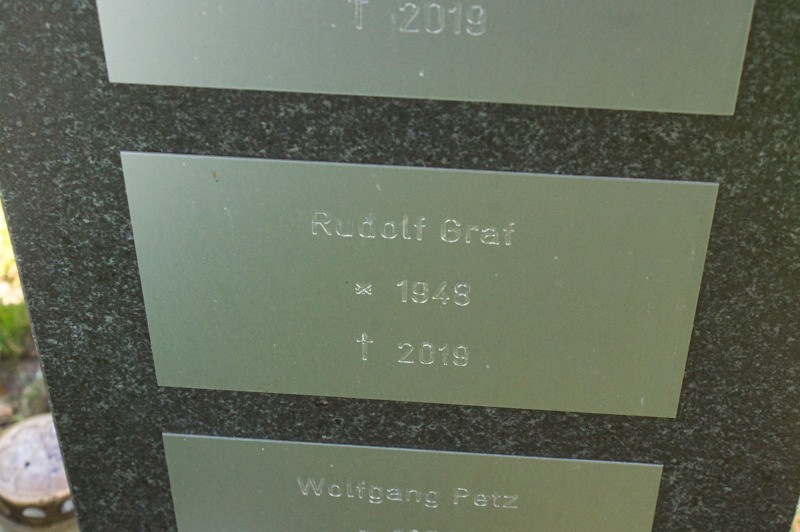 † 2019
Rudolf Graf
* 1948
† 2019
Wolfgang Petz